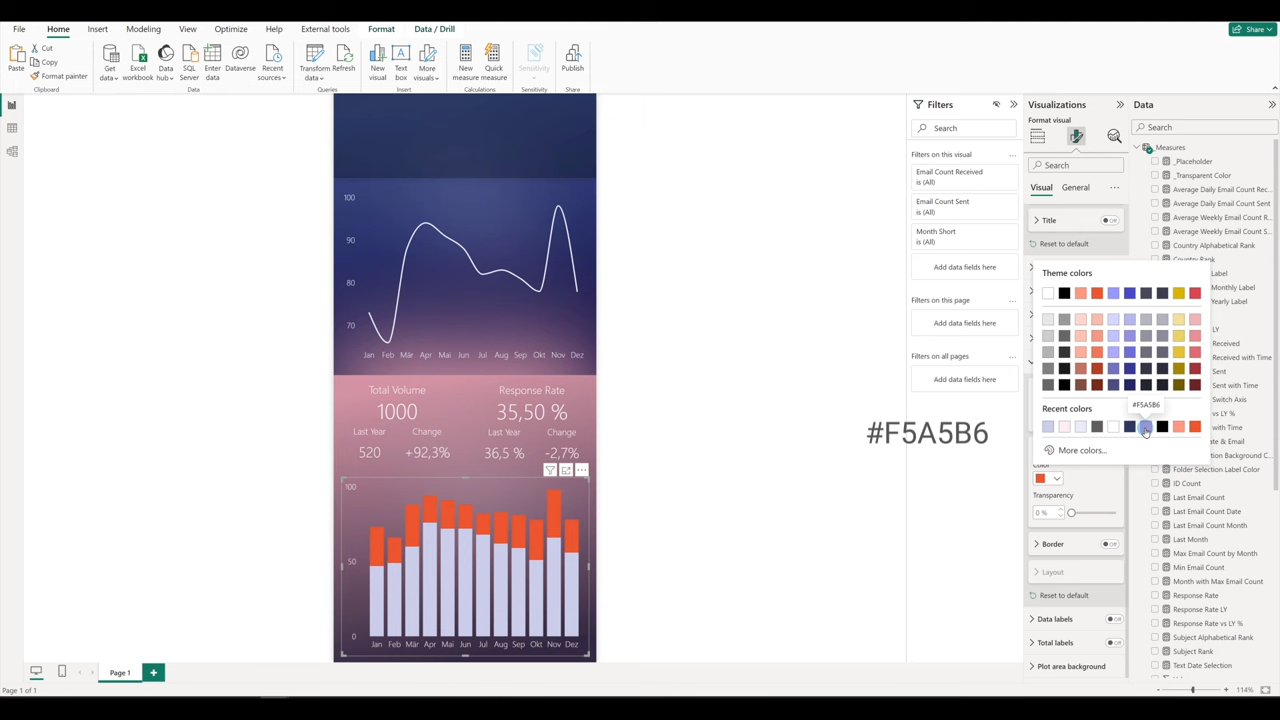 File Home Insert Modeling View Optimize Help External tools Format Data / Drill Share
Paste
Cut
Copy
Format painter
Clipboard
Get data
Excel workbook
Data hub
SQL Server
Enter data
Dataverse
Recent sources
Data
Transform data
Refresh
Queries
New visual
Text box
More visuals
Insert
New measure
Quick measure
Calculations
Sensitivity
Sensitivity
Publish
Share
100
90
80
70
Jan Feb Mär Apr Mai Jun Jul Aug Sep Okt Nov Dez
Total Volume Response Rate
1000 35,50 %
Last Year Change Last Year Change
520 +92,3% 36,5 % -2,7%
100
50
0
Jan Feb Mär Apr Mai Jun Jul Aug Sep Okt Nov Dez
#F5A5B6
Filters
Search
Filters on this visual ...
Email Count Received
is (All)
Email Count Sent
is (All)
Month Short
is (All)
Add data fields here
Filters on this page ...
Add data fields here
Filters on all pages ...
Add data fields here
Visualizations
Format visual
Search
Visual General ...
Title Off
Reset to default
Theme colors
Recent colors
#F5A5B6
More colors...
Color
Transparency
0 %
Border Off
Layout
Reset to default
Data labels Off
Total labels Off
Plot area background
Data
Search
_Measures
_Placeholder
_Transparent Color
Average Daily Email Count Rec...
Average Daily Email Count Sent
Average Weekly Email Count R...
Average Weekly Email Count S...
Country Alphabetical Rank
Country Rank
Label
Monthly Label
Yearly Label
LY
Received
Received with Time
Sent
Sent with Time
Switch Axis
vs LY %
with Time
ate & Email
tion Background C...
Folder Selection Label Color
ID Count
Last Email Count
Last Email Count Date
Last Email Count Month
Last Month
Max Email Count by Month
Min Email Count
Month with Max Email Count
Response Rate
Response Rate LY
Response Rate vs LY %
Subject Alphabetical Rank
Subject Rank
Text Date Selection
Page 1
Page 1 of 1
114%